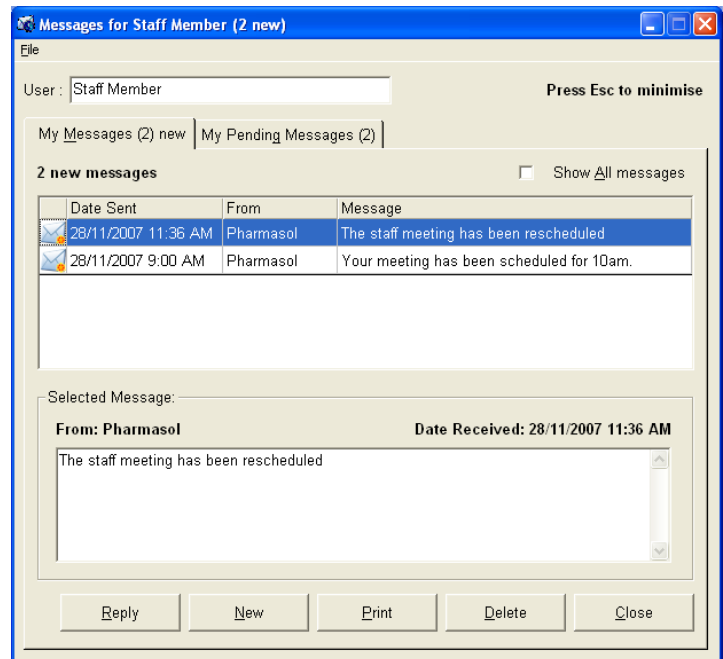 Messages for Staff Member (2 new)
File
User : Staff Member Press Esc to minimise
My Messages (2) new My Pending Messages (2)
2 new messages Show All messages
Date Sent From Message
28/11/2007 11:36 AM Pharmasol The staff meeting has been rescheduled
28/11/2007 9:00 AM Pharmasol Your meeting has been scheduled for 10am.
Selected Message:
From: Pharmasol Date Received: 28/11/2007 11:36 AM
The staff meeting has been rescheduled
Reply New Print Delete Close